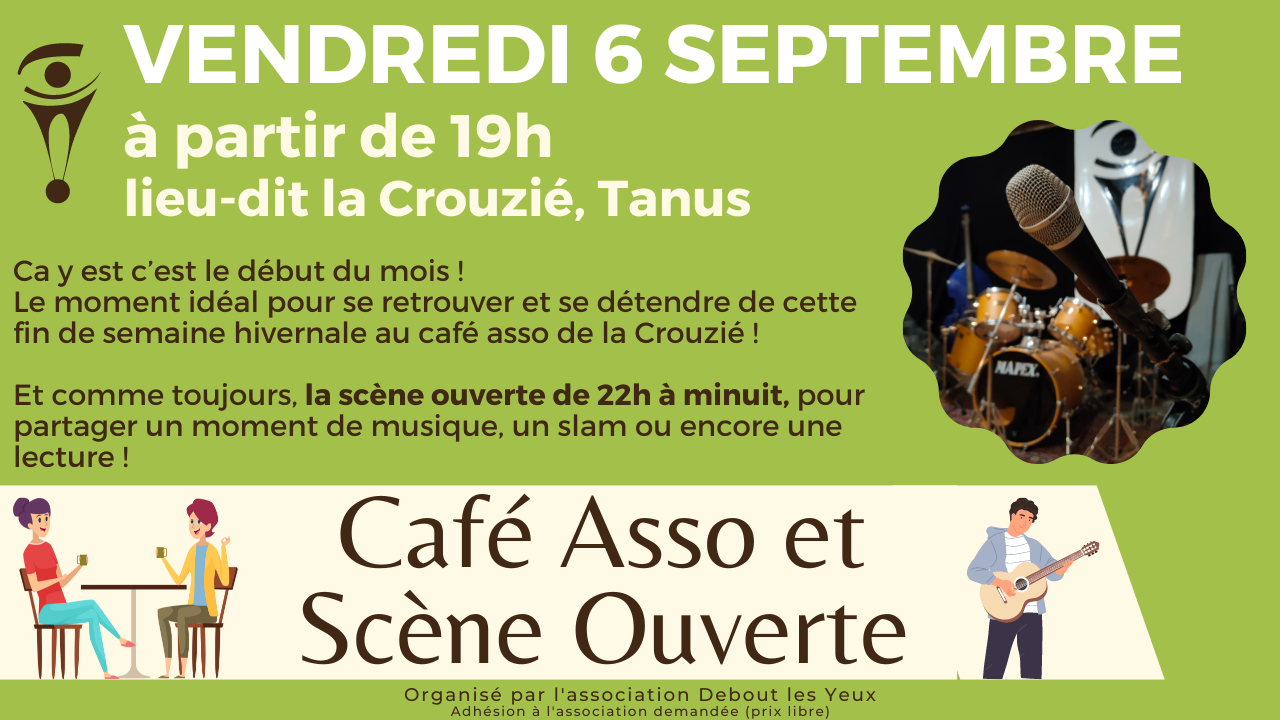 VENDREDI 6 SEPTEMBRE
à partir de 19h
lieu-dit la Crouzié, Tanus
Ca y est c’est le début du mois !
Le moment idéal pour se retrouver et se détendre de cette
fin de semaine hivernale au café asso de la Crouzié !
Et comme toujours, la scène ouverte de 22h à minuit, pour
partager un moment de musique, un slam ou encore une
lecture !
MAPEX
Café Asso et
Scène Ouverte
Organisé par l'association Debout les Yeux
Adhésion à l'association demandée (prix libre)